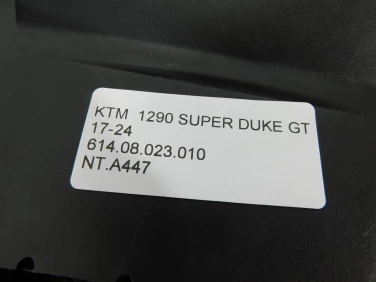 KTM 1290 SUPER DUKE GT
17-24
614.08.023.010
NT.A447